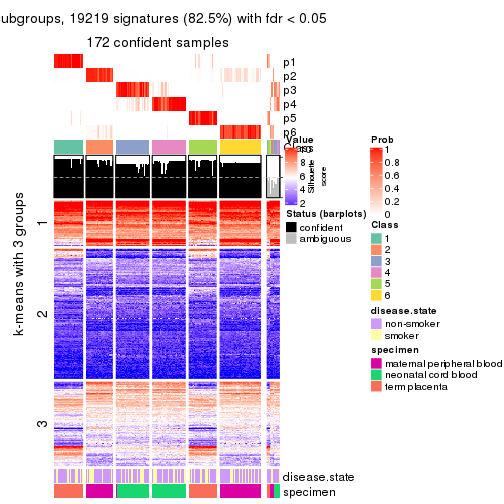 ubgroups, 19219 signatures (82.5%) with fdr < 0.05
172 confident samples
p1
p2
p3
p4
p5
p6
Class
k-means with 3 groups
1
2
3
disease.state
specimen
Value
10
8
6
4
2
Silhouette
score
Status (barplots)
confident
ambiguous
Prob
1
0.8
0.6
0.4
0.2
0
Class
1
2
3
4
5
6
disease.state
non-smoker
smoker
specimen
maternal peripheral blood
neonatal cord blood
term placenta